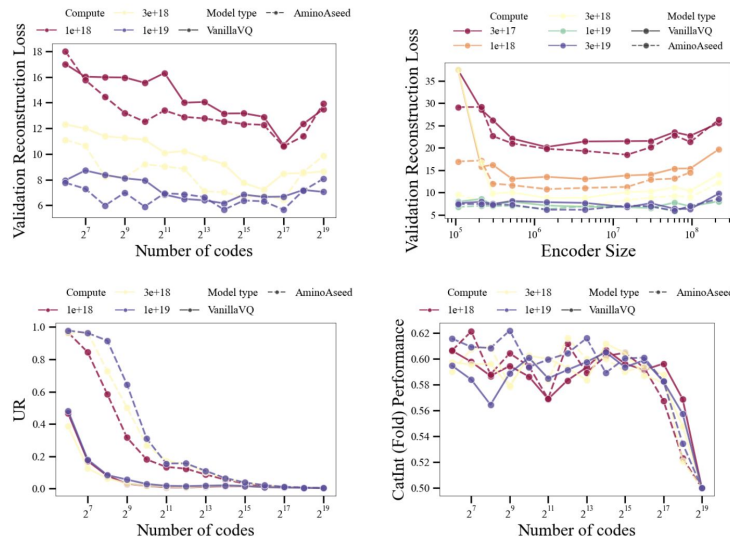 Compute 3e+18 Model type AminoAseed
1e+18 1e+19 VanillaVQ
Validation Reconstruction Loss
18
16
14
12
10
8
6
2^7 2^9 2^11 2^13 2^15 2^17 2^19
Number of codes
Compute 3e+18 Model type
3e+17 1e+19 VanillaVQ
1e+18 3e+19 AminoAseed
Validation Reconstruction Loss
35
30
25
20
15
10
5
10^5 10^6 10^7 10^8
Encoder Size
Compute 3e+18 Model type AminoAseed
1e+18 1e+19 VanillaVQ
UR
1.0
0.8
0.6
0.4
0.2
0.0
2^7 2^9 2^11 2^13 2^15 2^17 2^19
Number of codes
Compute 3e+18 Model type AminoAseed
1e+18 1e+19 VanillaVQ
CatInt (Fold) Performance
0.62
0.60
0.58
0.56
0.54
0.52
0.50
2^7 2^9 2^11 2^13 2^15 2^17 2^19
Number of codes